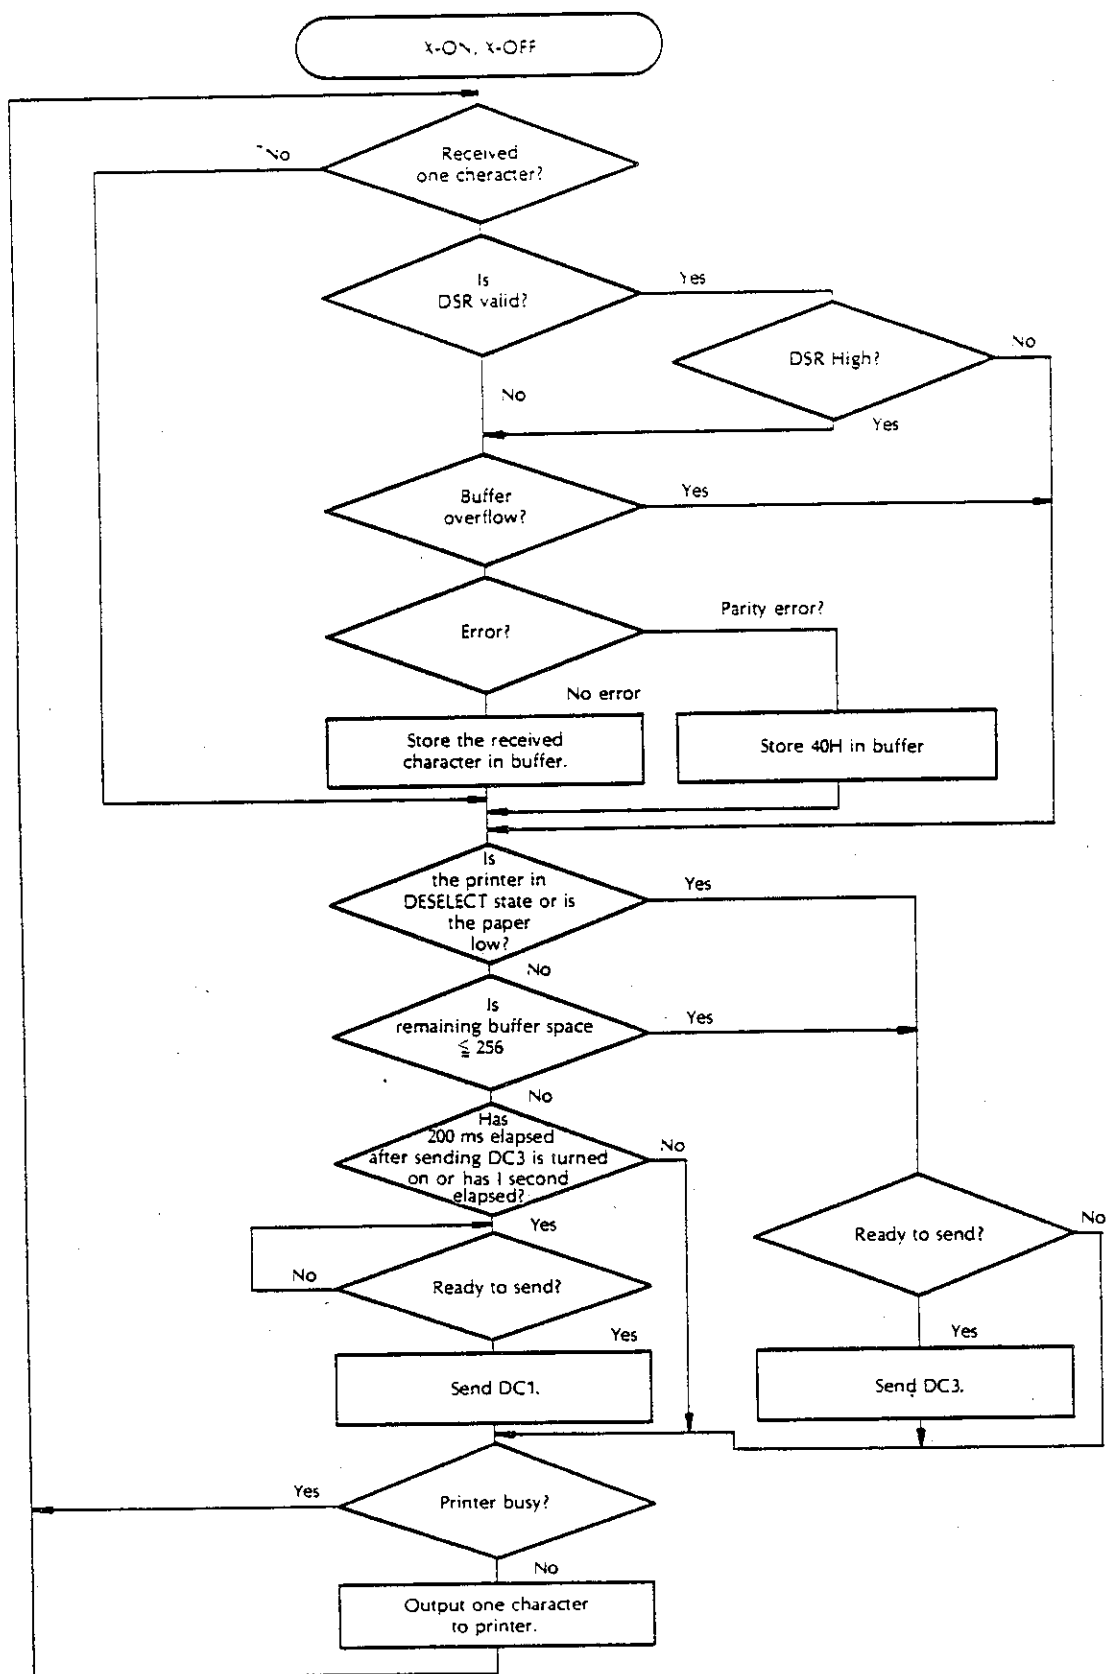 X-ON, X-OFF
No
Received
one cheracter?
Is
DSR valid?
Yes
DSR High?
No
No
Yes
Buffer
overflow?
Yes
Error?
Parity error?
No error
Store the received
character in buffer.
Store 40H in buffer
Is
the printer in
DESELECT state or is
the paper
low?
Yes
No
Is
remaining buffer space
≦ 256
Yes
No
Has
200 ms elapsed
after sending DC3 is turned
on or has 1 second
elapsed?
No
Yes
Ready to send?
No
No
Ready to send?
Yes
Yes
Send DC1.
Send DC3.
Yes
Printer busy?
No
Output one character
to printer.